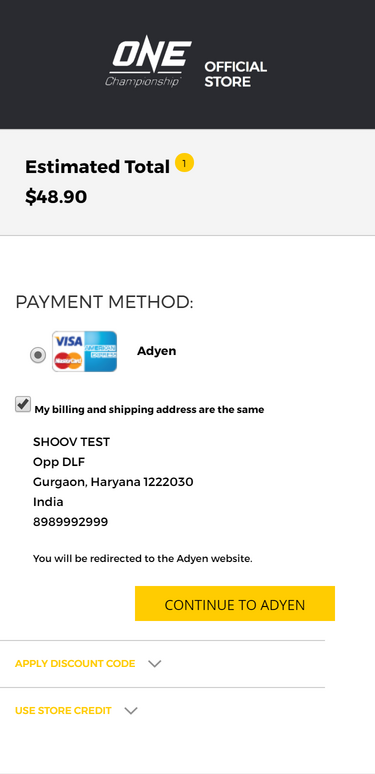 ONE
Championship
OFFICIAL
STORE
Estimated Total 1
$48.90
PAYMENT METHOD:
VISA
AMERICAN
EXPRESS
MasterCard
Adyen
My billing and shipping address are the same
SHOOV TEST
Opp DLF
Gurgaon, Haryana 1222030
India
8989992999
You will be redirected to the Adyen website.
CONTINUE TO ADYEN
APPLY DISCOUNT CODE
USE STORE CREDIT